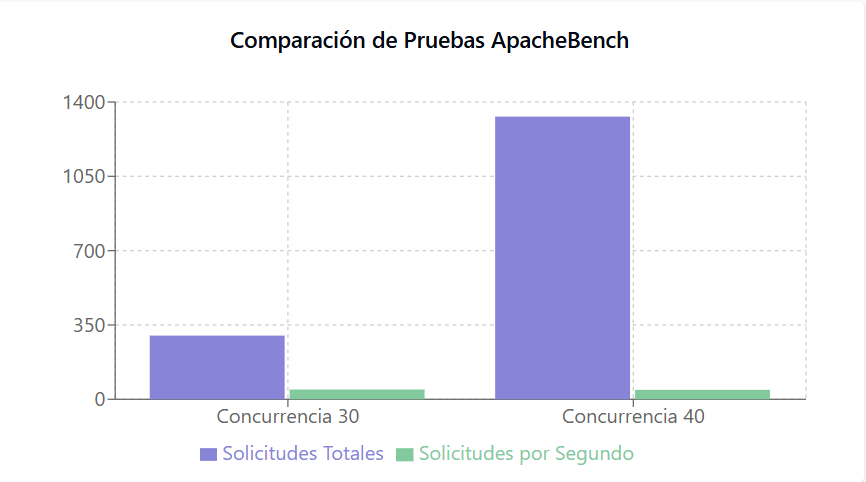 Comparación de Pruebas ApacheBench
1400
1050
700
350
0
Concurrencia 30 Concurrencia 40
Solicitudes Totales Solicitudes por Segundo